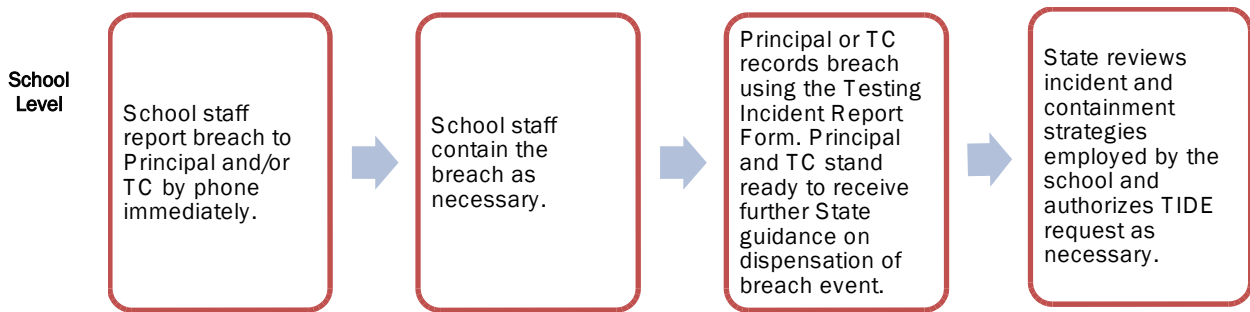 School
Level
School staff
report breach to
Principal and/or
TC by phone
immediately.
School staff
contain the
breach as
necessary.
Principal or TC
records breach
using the Testing
Incident Report
Form. Principal
and TC stand
ready to receive
further State
guidance on
dispensation of
breach event.
State reviews
incident and
containment
strategies
employed by the
school and
authorizes TIDE
request as
necessary.